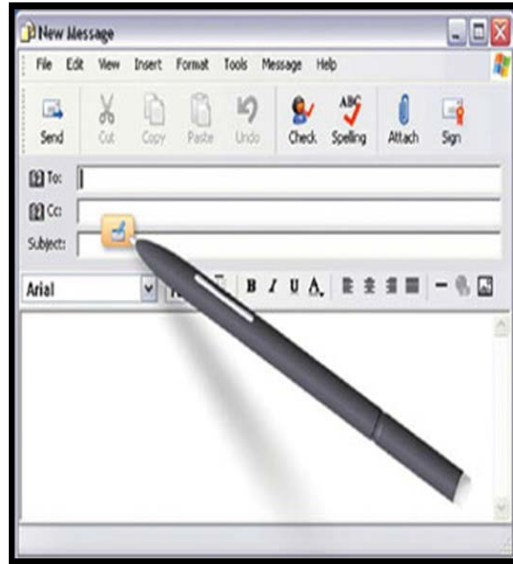 New Message
File Edit View Insert Format Tools Message Help
Send Cut Copy Paste Undo Check Spelling Attach Sign
To:
Cc:
Subject:
Arial B I U A